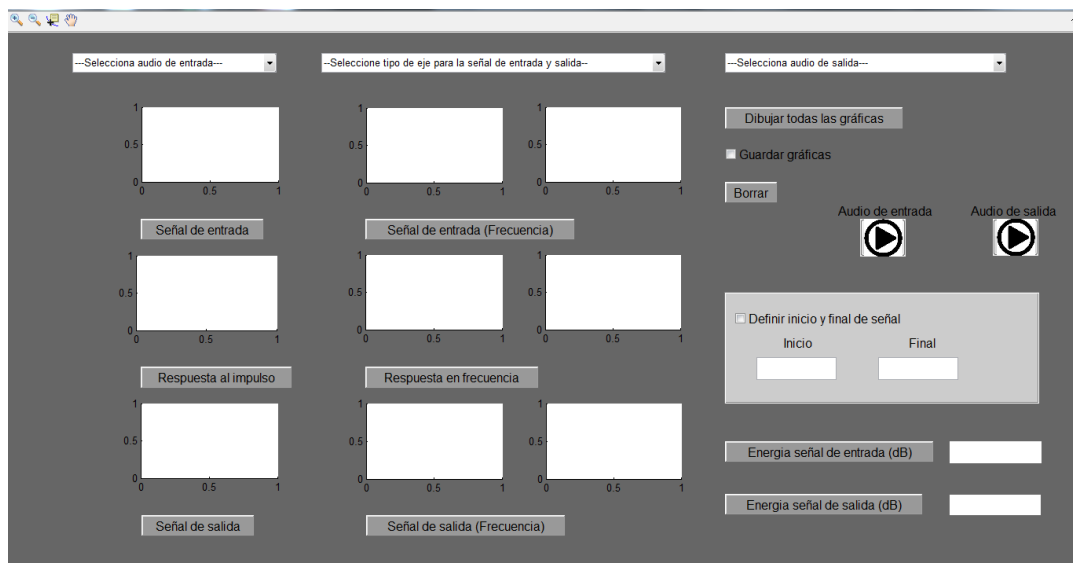 ---Selecciona audio de entrada---
--Seleccione tipo de eje para la señal de entrada y salida--
---Selecciona audio de salida---
1
0.5
0
0 0.5 1
1
0.5
0
0 0.5 1
1
0.5
0
0 0.5 1
Dibujar todas las gráficas
Guardar gráficas
Borrar
Audio de entrada
Audio de salida
Señal de entrada
Señal de entrada (Frecuencia)
1
0.5
0
0 0.5 1
1
0.5
0
0 0.5 1
1
0.5
0
0 0.5 1
Definir inicio y final de señal
Inicio
Final
Respuesta al impulso
Respuesta en frecuencia
1
0.5
0
0 0.5 1
1
0.5
0
0 0.5 1
1
0.5
0
0 0.5 1
Energia señal de entrada (dB)
Energia señal de salida (dB)
Señal de salida
Señal de salida (Frecuencia)